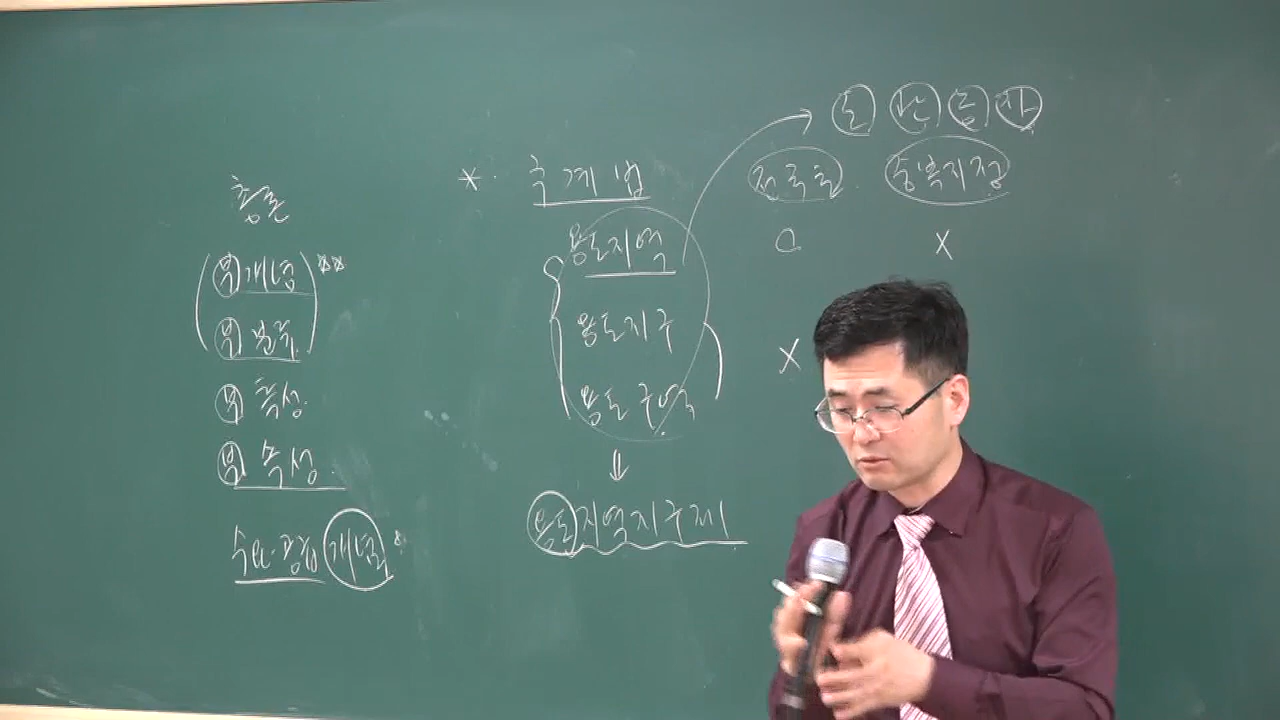 총론
(부 개념) **
(부 분류)
부 특성
부 속성
수요·공급 개념 *
* 국계법
용도지역
용도지구
용도구역
⇓
용도지역지구제
도 관 농 자
전국토 중복지정
O X
X